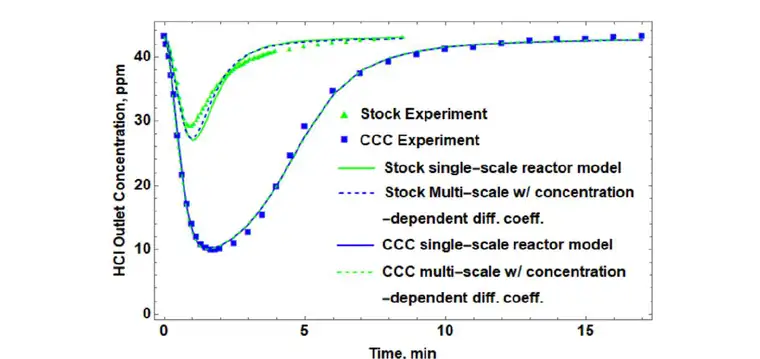 40
30
20
10
0
HCl Outlet Concentration, ppm
Stock Experiment
CCC Experiment
Stock single-scale reactor model
Stock Multi-scale w/ concentration
-dependent diff. coeff.
CCC single-scale reactor model
CCC multi-scale w/ concentration
-dependent diff. coeff.
0 5 10 15
Time, min